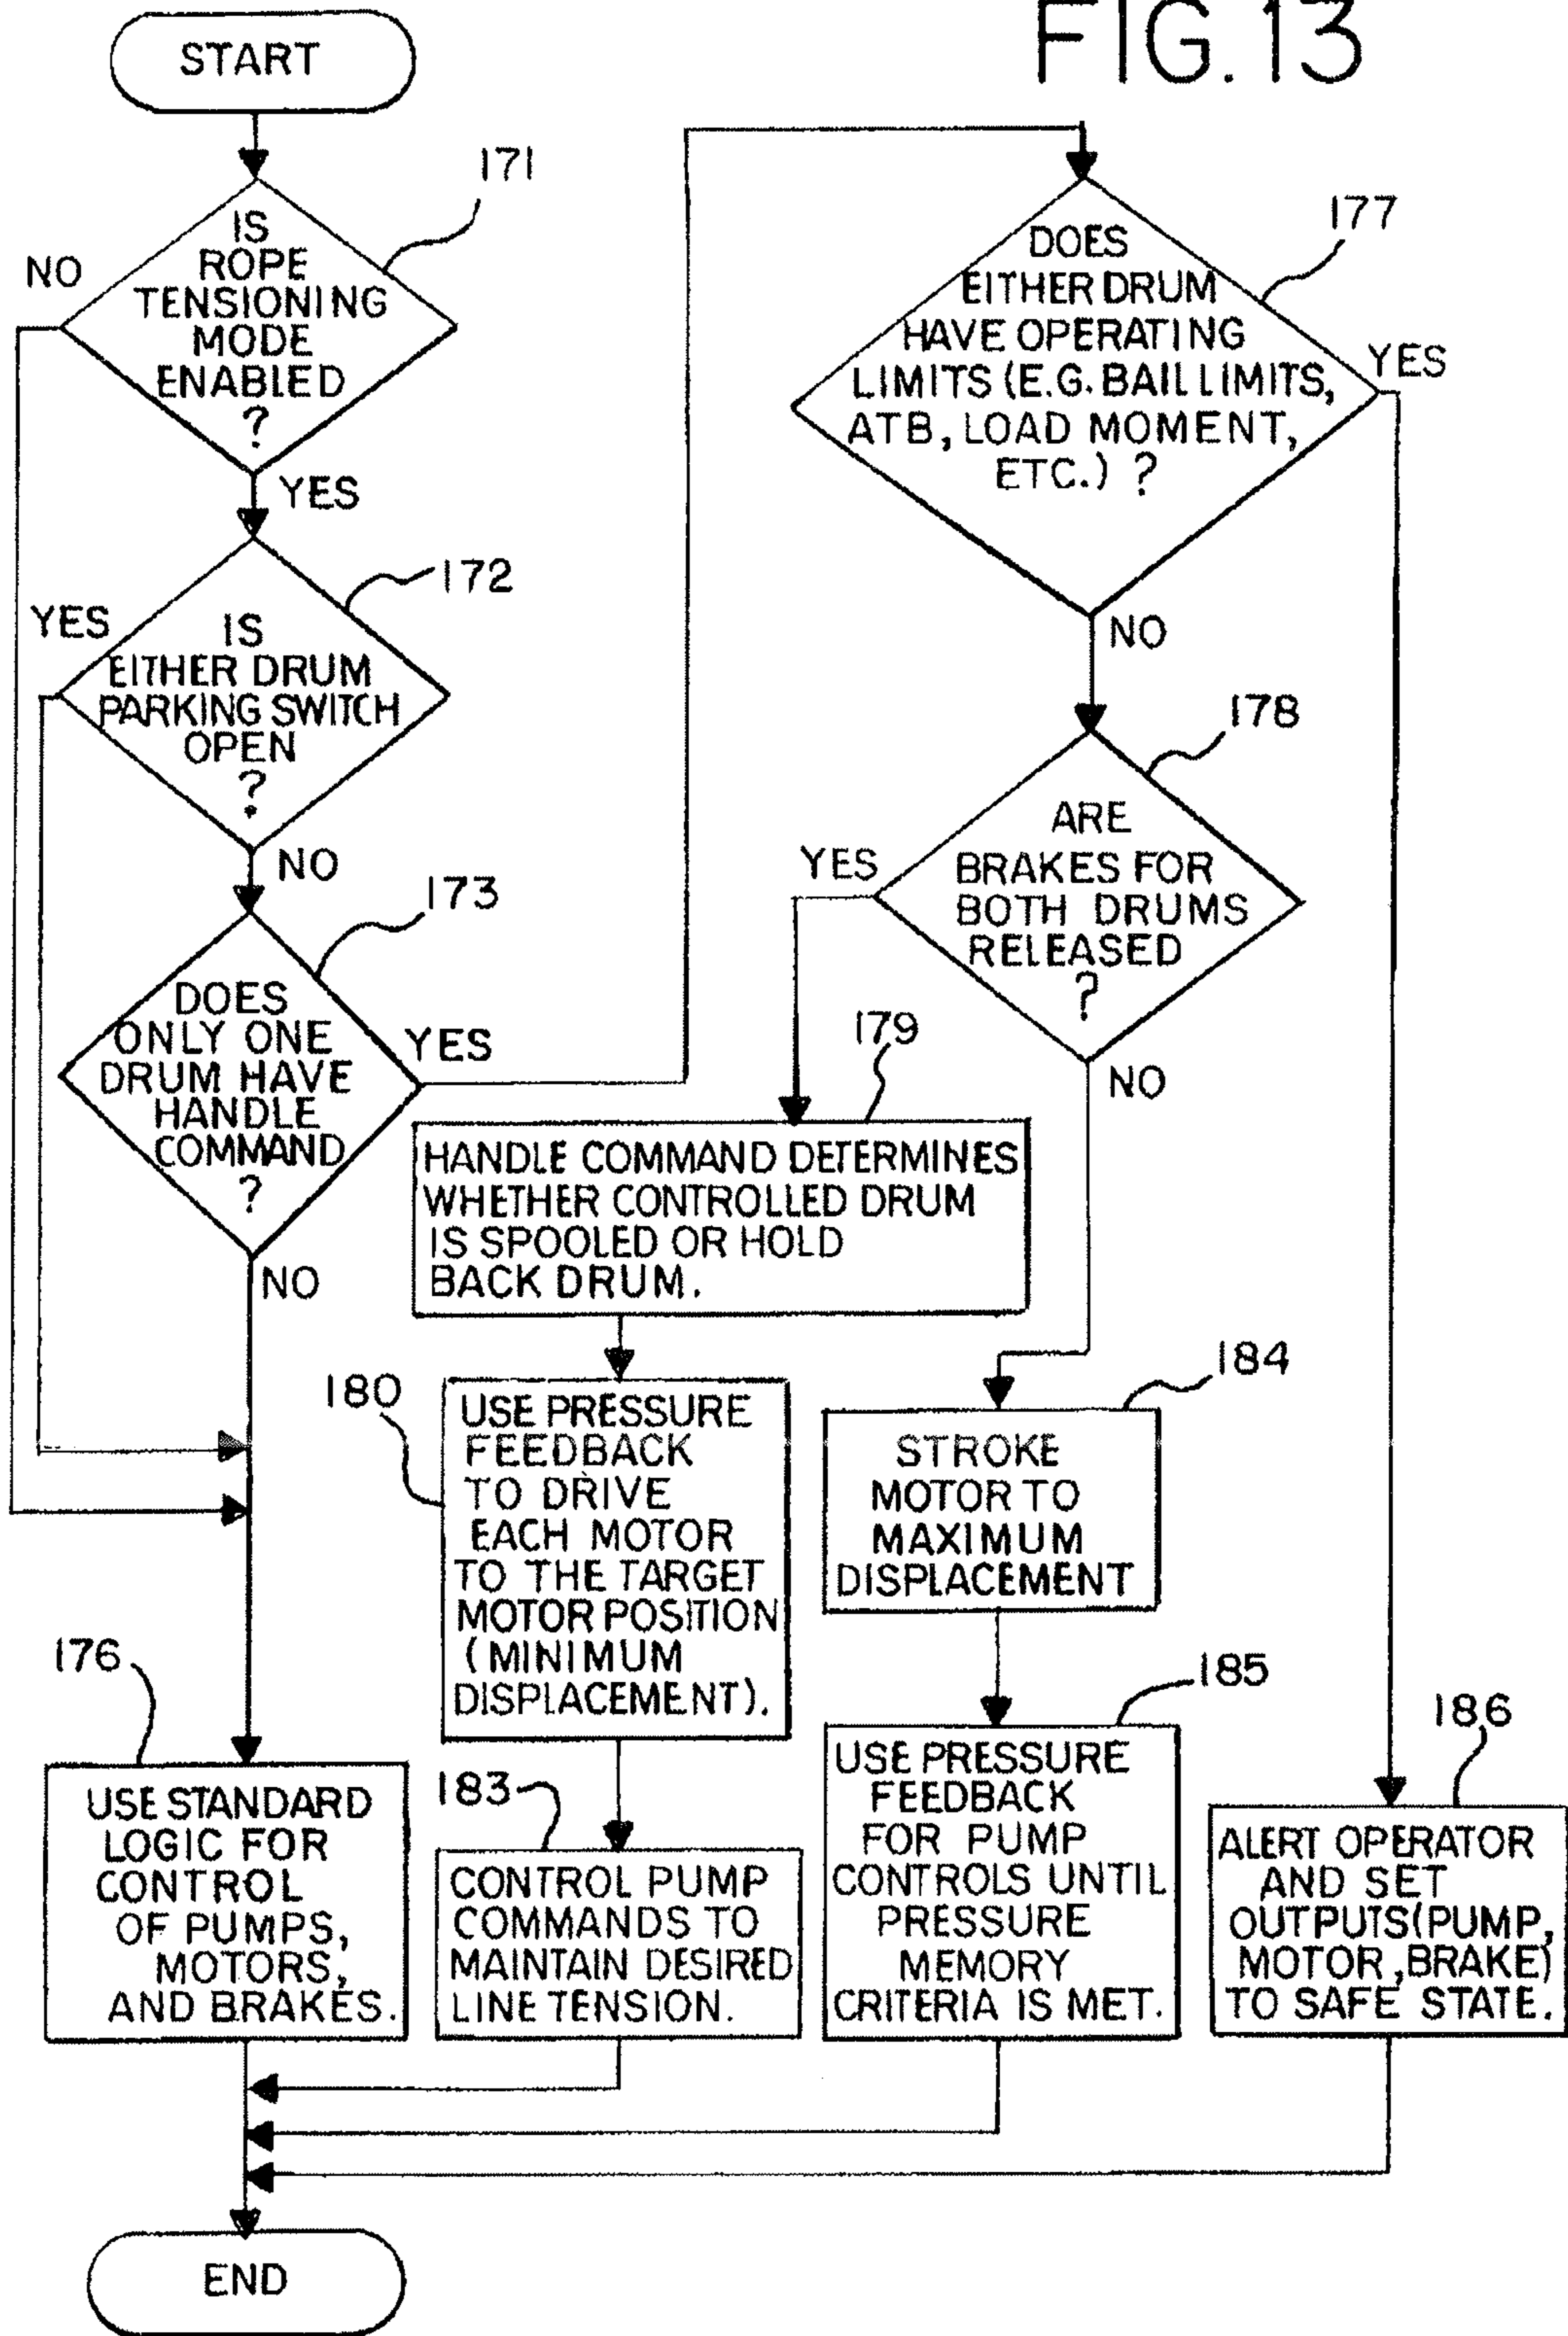 FIG. 13
START
171
IS
ROPE
TENSIONING
MODE
ENABLED
?
NO
YES
172
IS
EITHER DRUM
PARKING SWITCH
OPEN
?
YES
NO
173
DOES
ONLY ONE
DRUM HAVE
HANDLE
COMMAND
?
YES
NO
177
DOES
EITHER DRUM
HAVE OPERATING
LIMITS (E.G. BAIL LIMITS,
ATB, LOAD MOMENT,
ETC.) ?
YES
NO
178
ARE
BRAKES FOR
BOTH DRUMS
RELEASED
?
YES
NO
179
HANDLE COMMAND DETERMINES
WHETHER CONTROLLED DRUM
IS SPOOLED OR HOLD
BACK DRUM.
180
USE PRESSURE
FEEDBACK
TO DRIVE
EACH MOTOR
TO THE TARGET
MOTOR POSITION
(MINIMUM
DISPLACEMENT).
184
STROKE
MOTOR TO
MAXIMUM
DISPLACEMENT
176
USE STANDARD
LOGIC FOR
CONTROL
OF PUMPS,
MOTORS,
AND BRAKES.
183
CONTROL PUMP
COMMANDS TO
MAINTAIN DESIRED
LINE TENSION.
185
USE PRESSURE
FEEDBACK
FOR PUMP
CONTROLS UNTIL
PRESSURE
MEMORY
CRITERIA IS MET.
186
ALERT OPERATOR
AND SET
OUTPUTS(PUMP,
MOTOR,BRAKE)
TO SAFE STATE.
END